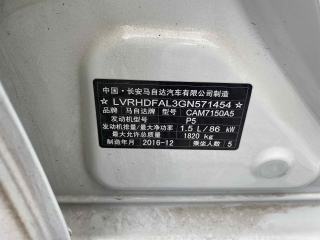 中国·长安马自达汽车有限公司制造
☆ LVRHDFAL3GN571454 ☆
品牌 马自达牌 型号 CAM7150A5
发动机型号 P5
发动机排量/最大净功率 1.5 L/86 kW
最大允许总质量 1820 kg
制造年月 2016-12 乘坐人数 5